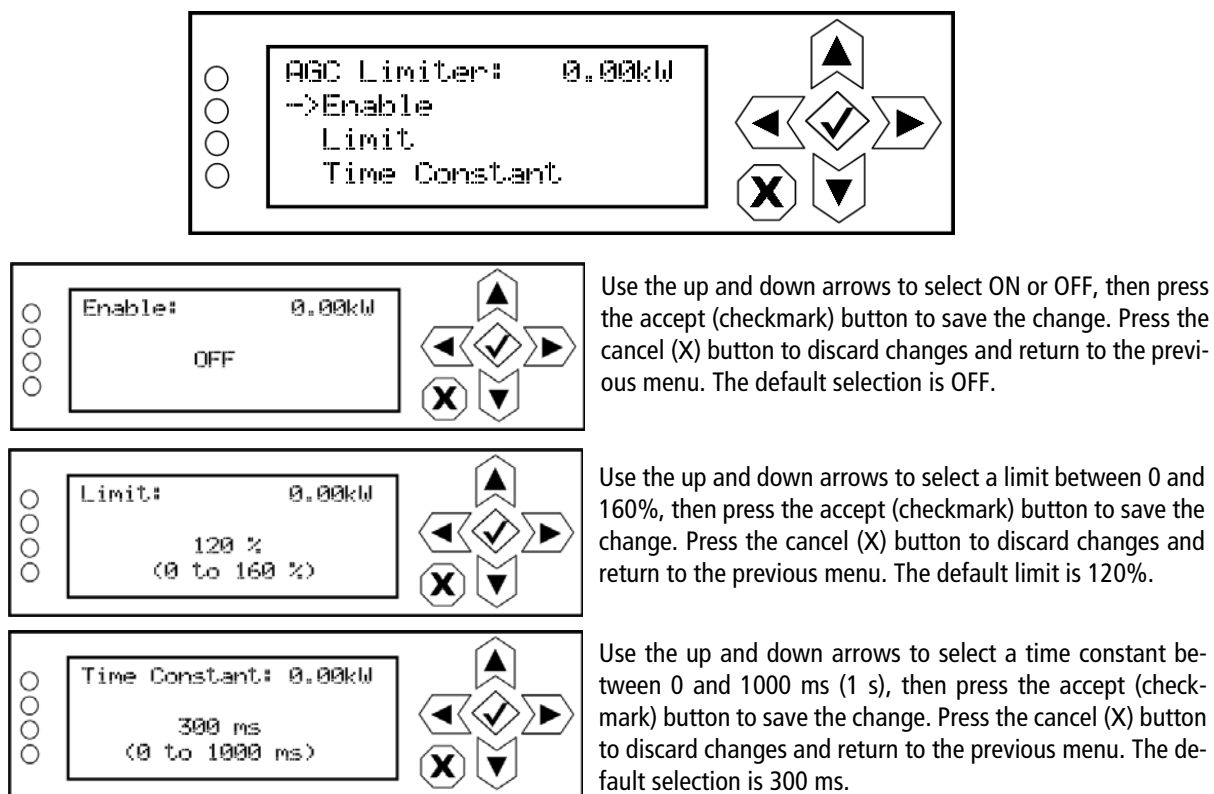 AGC Limiter: 0.00kW
->Enable
Limit
Time Constant
X
Enable: 0.00kW
OFF
X
Use the up and down arrows to select ON or OFF, then press
the accept (checkmark) button to save the change. Press the
cancel (X) button to discard changes and return to the previ-
ous menu. The default selection is OFF.
Limit: 0.00kW
120 %
(0 to 160 %)
X
Use the up and down arrows to select a limit between 0 and
160%, then press the accept (checkmark) button to save the
change. Press the cancel (X) button to discard changes and
return to the previous menu. The default limit is 120%.
Time Constant: 0.00kW
300 ms
(0 to 1000 ms)
X
Use the up and down arrows to select a time constant be-
tween 0 and 1000 ms (1 s), then press the accept (check-
mark) button to save the change. Press the cancel (X) button
to discard changes and return to the previous menu. The de-
fault selection is 300 ms.